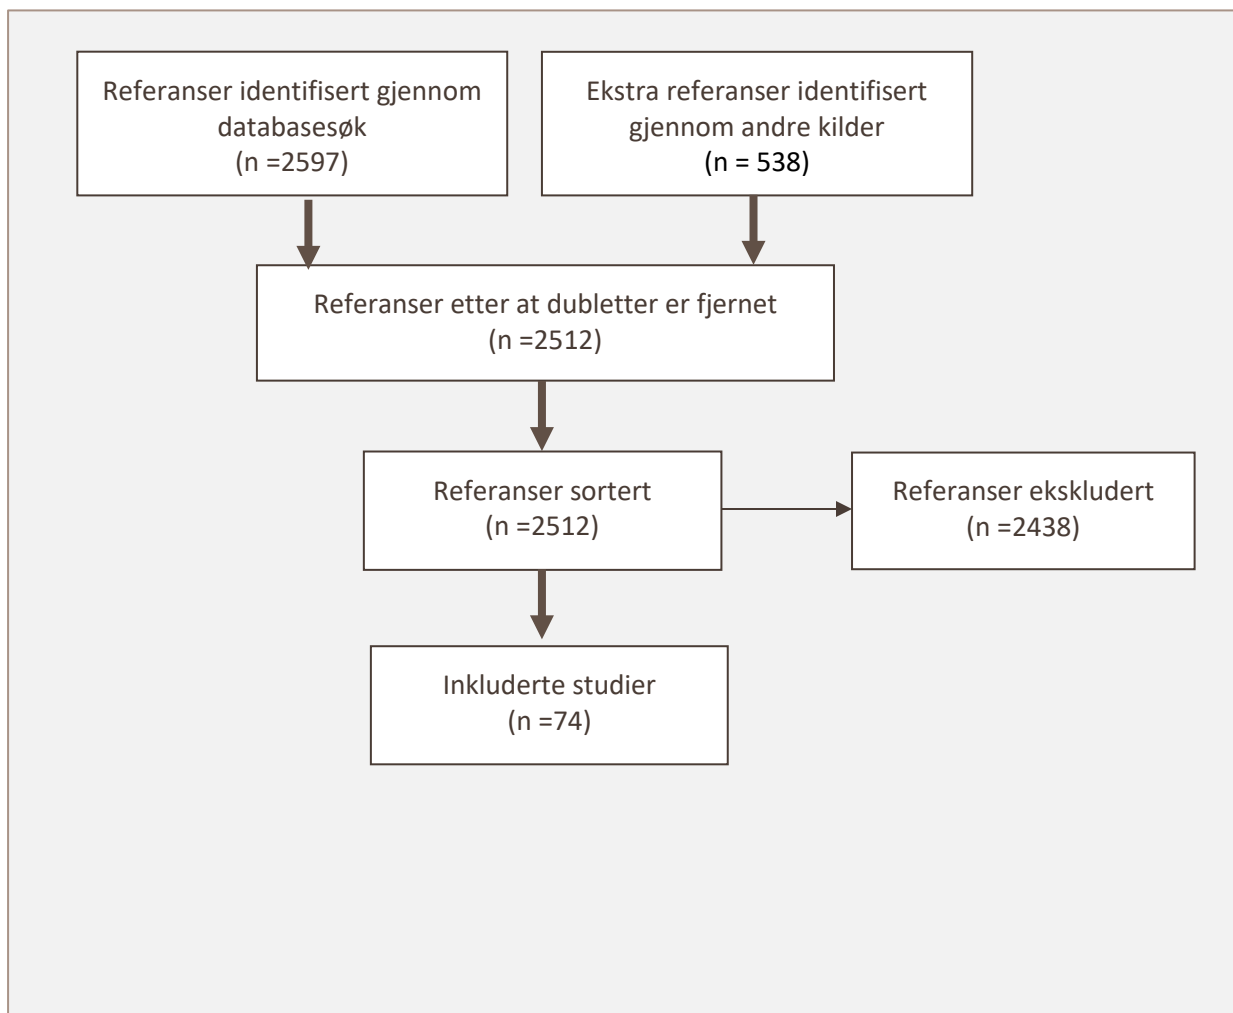 Referanser identifisert gjennom
databasesøk
(n =2597)
Ekstra referanser identifisert
gjennom andre kilder
(n = 538)
Referanser etter at dubletter er fjernet
(n =2512)
Referanser sortert
(n =2512)
Referanser ekskludert
(n =2438)
Inkluderte studier
(n =74)